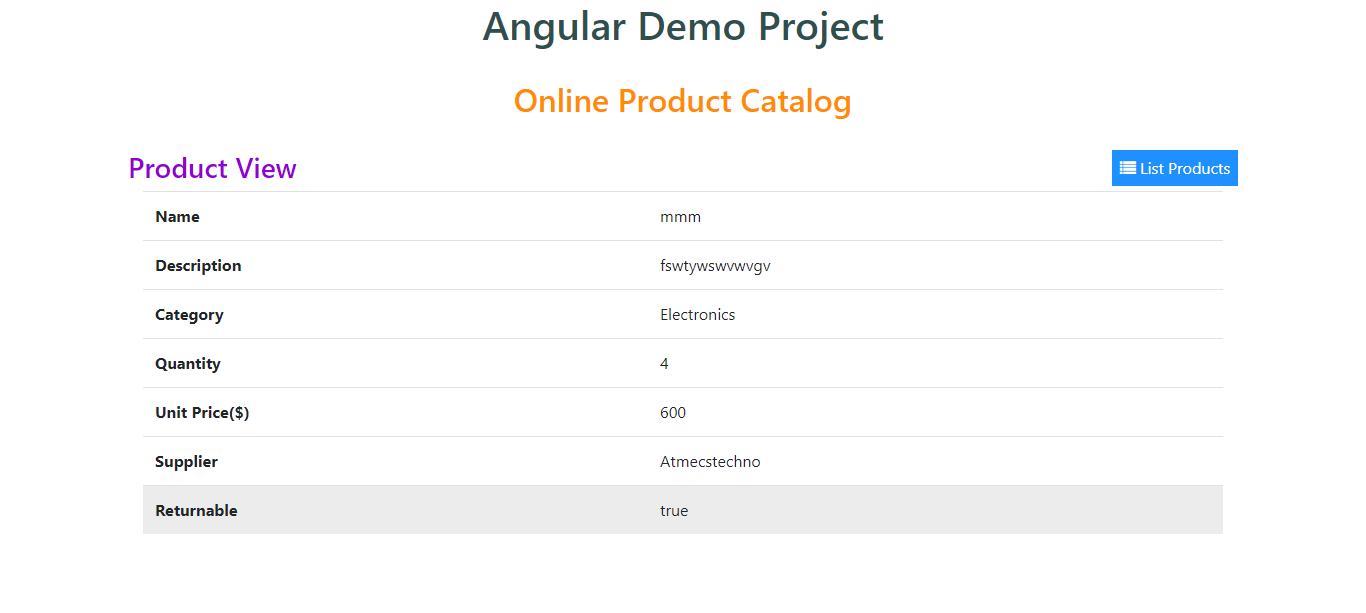 Angular Demo Project
Online Product Catalog
Product View
List Products
Name mmm
Description fswtywswvwvgv
Category Electronics
Quantity 4
Unit Price($) 600
Supplier Atmecstechno
Returnable true